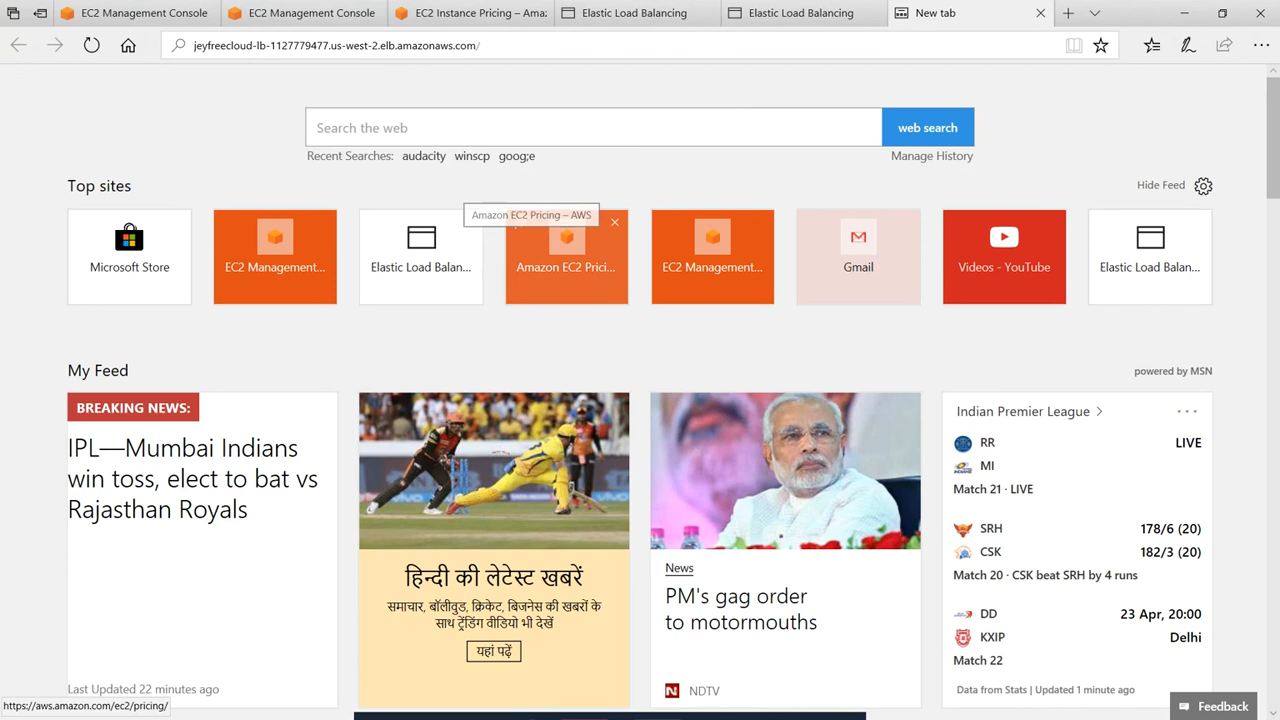 EC2 Management Console
EC2 Management Console
EC2 Instance Pricing – Ama:
Elastic Load Balancing
Elastic Load Balancing
New tab
jeyfreecloud-lb-1127779477.us-west-2.elb.amazonaws.com/
Search the web
web search
Recent Searches: audacity winscp goog;e
Manage History
Top sites
Hide Feed
Amazon EC2 Pricing – AWS
Microsoft Store
EC2 Management...
Elastic Load Balan...
Amazon EC2 Prici...
EC2 Management...
Gmail
Videos - YouTube
Elastic Load Balan...
My Feed
powered by MSN
BREAKING NEWS:
IPL—Mumbai Indians
win toss, elect to bat vs
Rajasthan Royals
Last Updated 22 minutes ago
हिन्दी की लेटेस्ट खबरें
समाचार, बॉलीवुड, क्रिकेट, बिजनेस की खबरों के
साथ ट्रेंडिंग वीडियो भी देखें
यहां पढ़ें
News
PM's gag order
to motormouths
N NDTV
Indian Premier League
RR LIVE
MI
Match 21 · LIVE
SRH 178/6 (20)
CSK 182/3 (20)
Match 20 · CSK beat SRH by 4 runs
DD 23 Apr, 20:00
KXIP Delhi
Match 22
Data from Stats | Updated 1 minute ago
Feedback
https://aws.amazon.com/ec2/pricing/